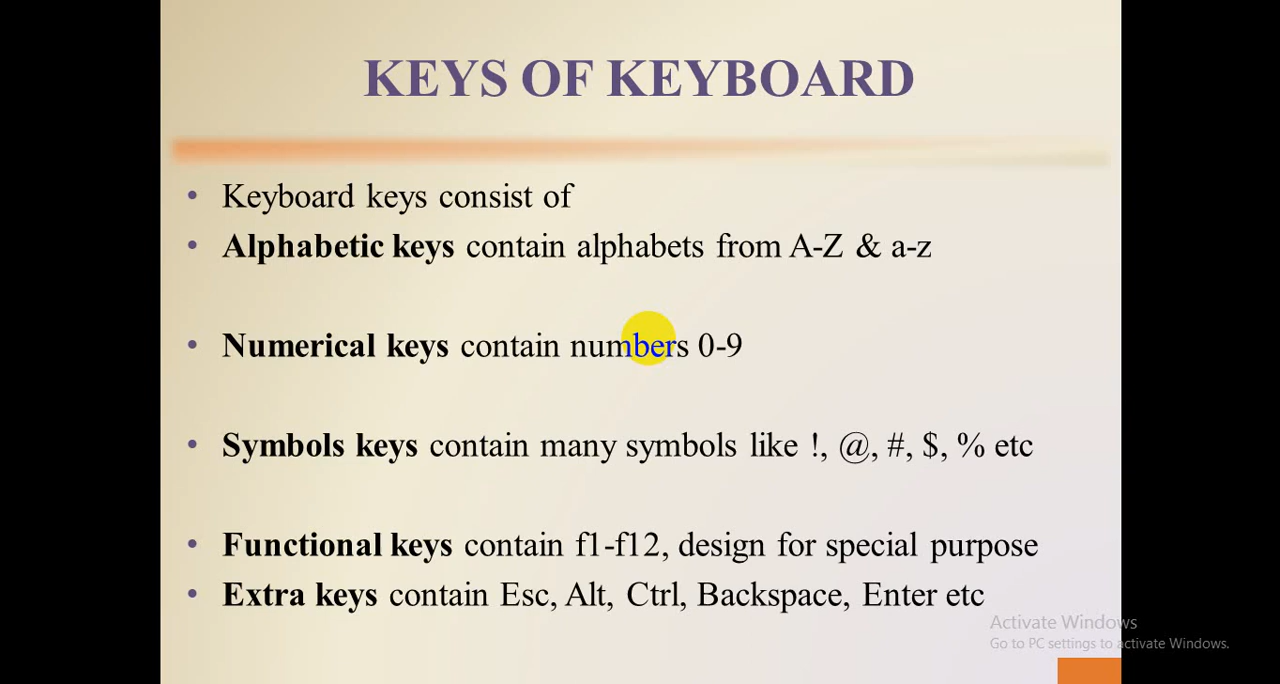 KEYS OF KEYBOARD
• Keyboard keys consist of
• Alphabetic keys contain alphabets from A-Z & a-z
• Numerical keys contain numbers 0-9
• Symbols keys contain many symbols like !, @, #, $, % etc
• Functional keys contain f1-f12, design for special purpose
• Extra keys contain Esc, Alt, Ctrl, Backspace, Enter etc
Activate Windows
Go to PC settings to activate Windows.